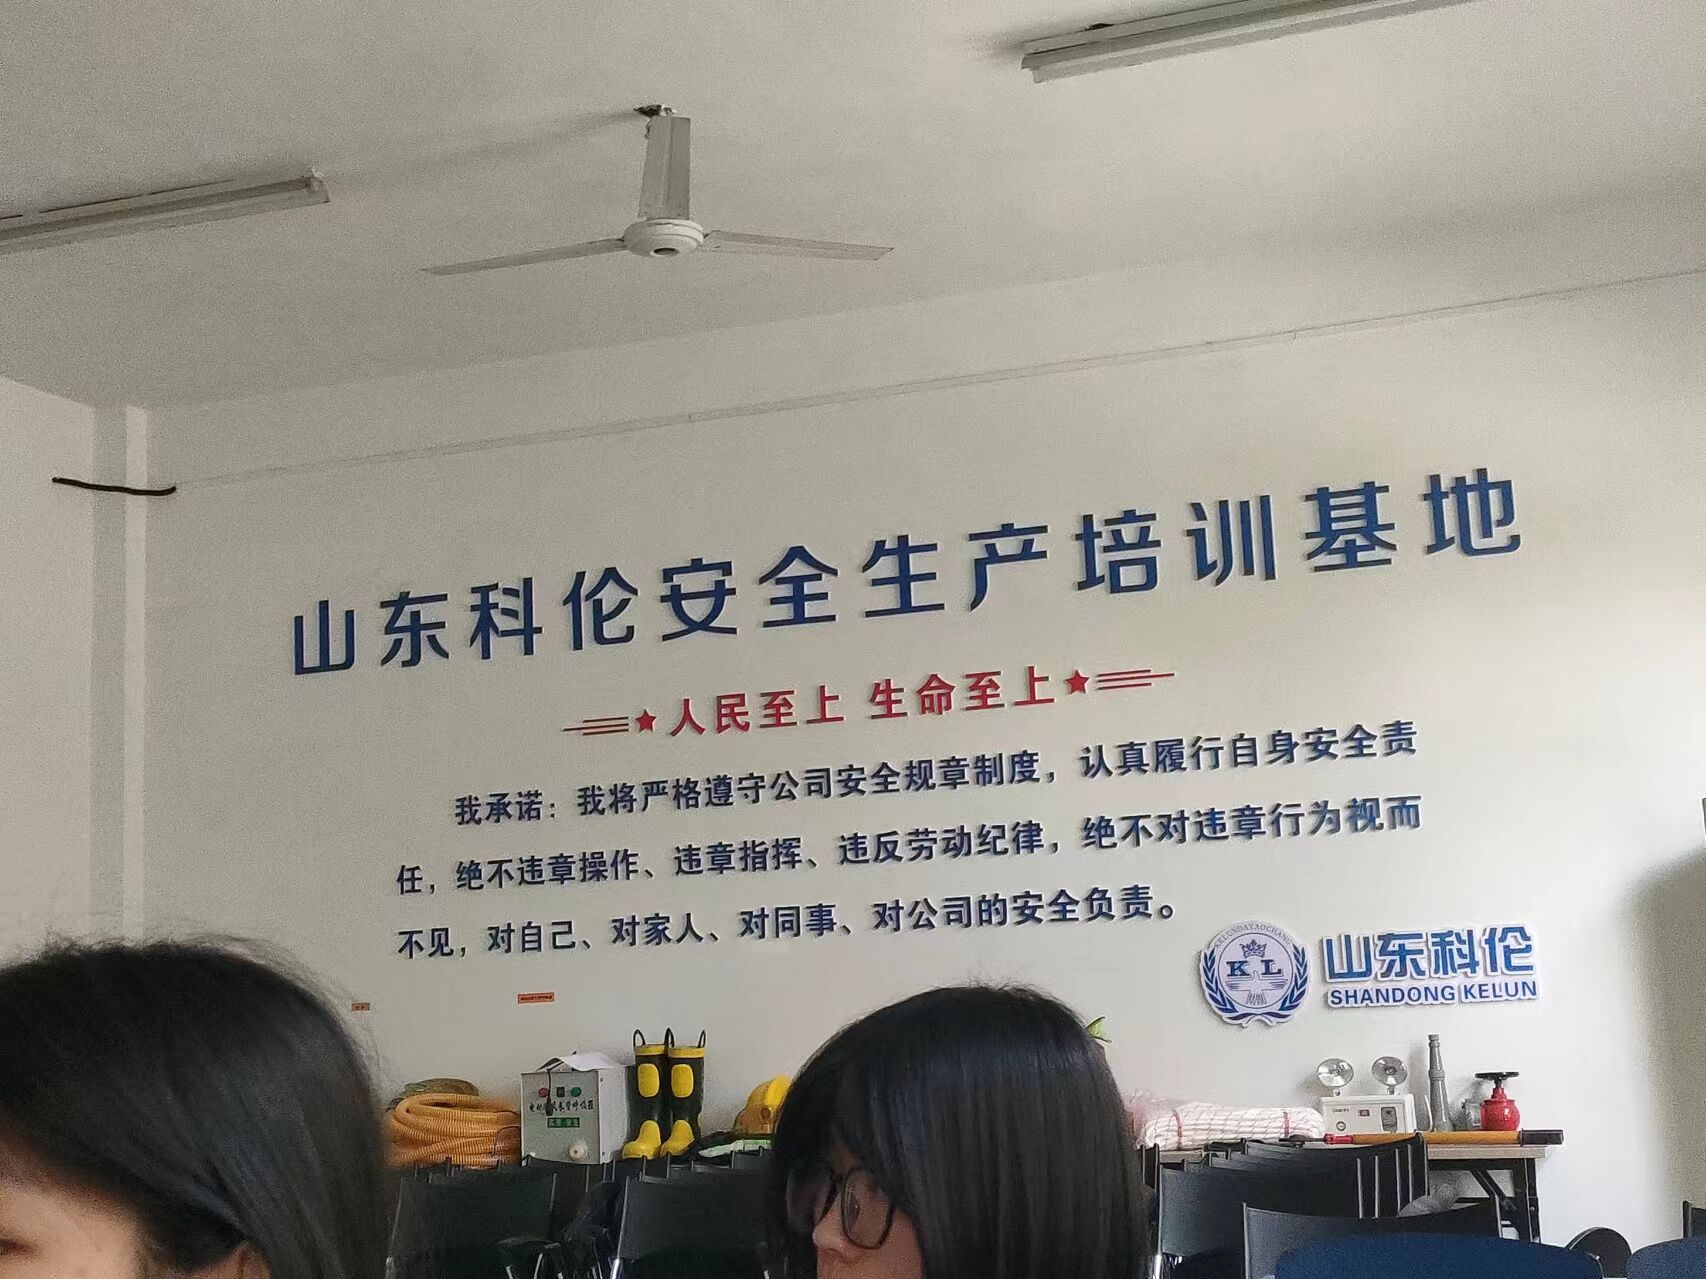 山东科伦安全生产培训基地
人民至上 生命至上
我承诺：我将严格遵守公司安全规章制度，认真履行自身安全责
任，绝不违章操作、违章指挥、违反劳动纪律，绝不对违章行为视而
不见，对自己、对家人、对同事、对公司的安全负责。
KL
山东科伦
SHANDONG KELUN